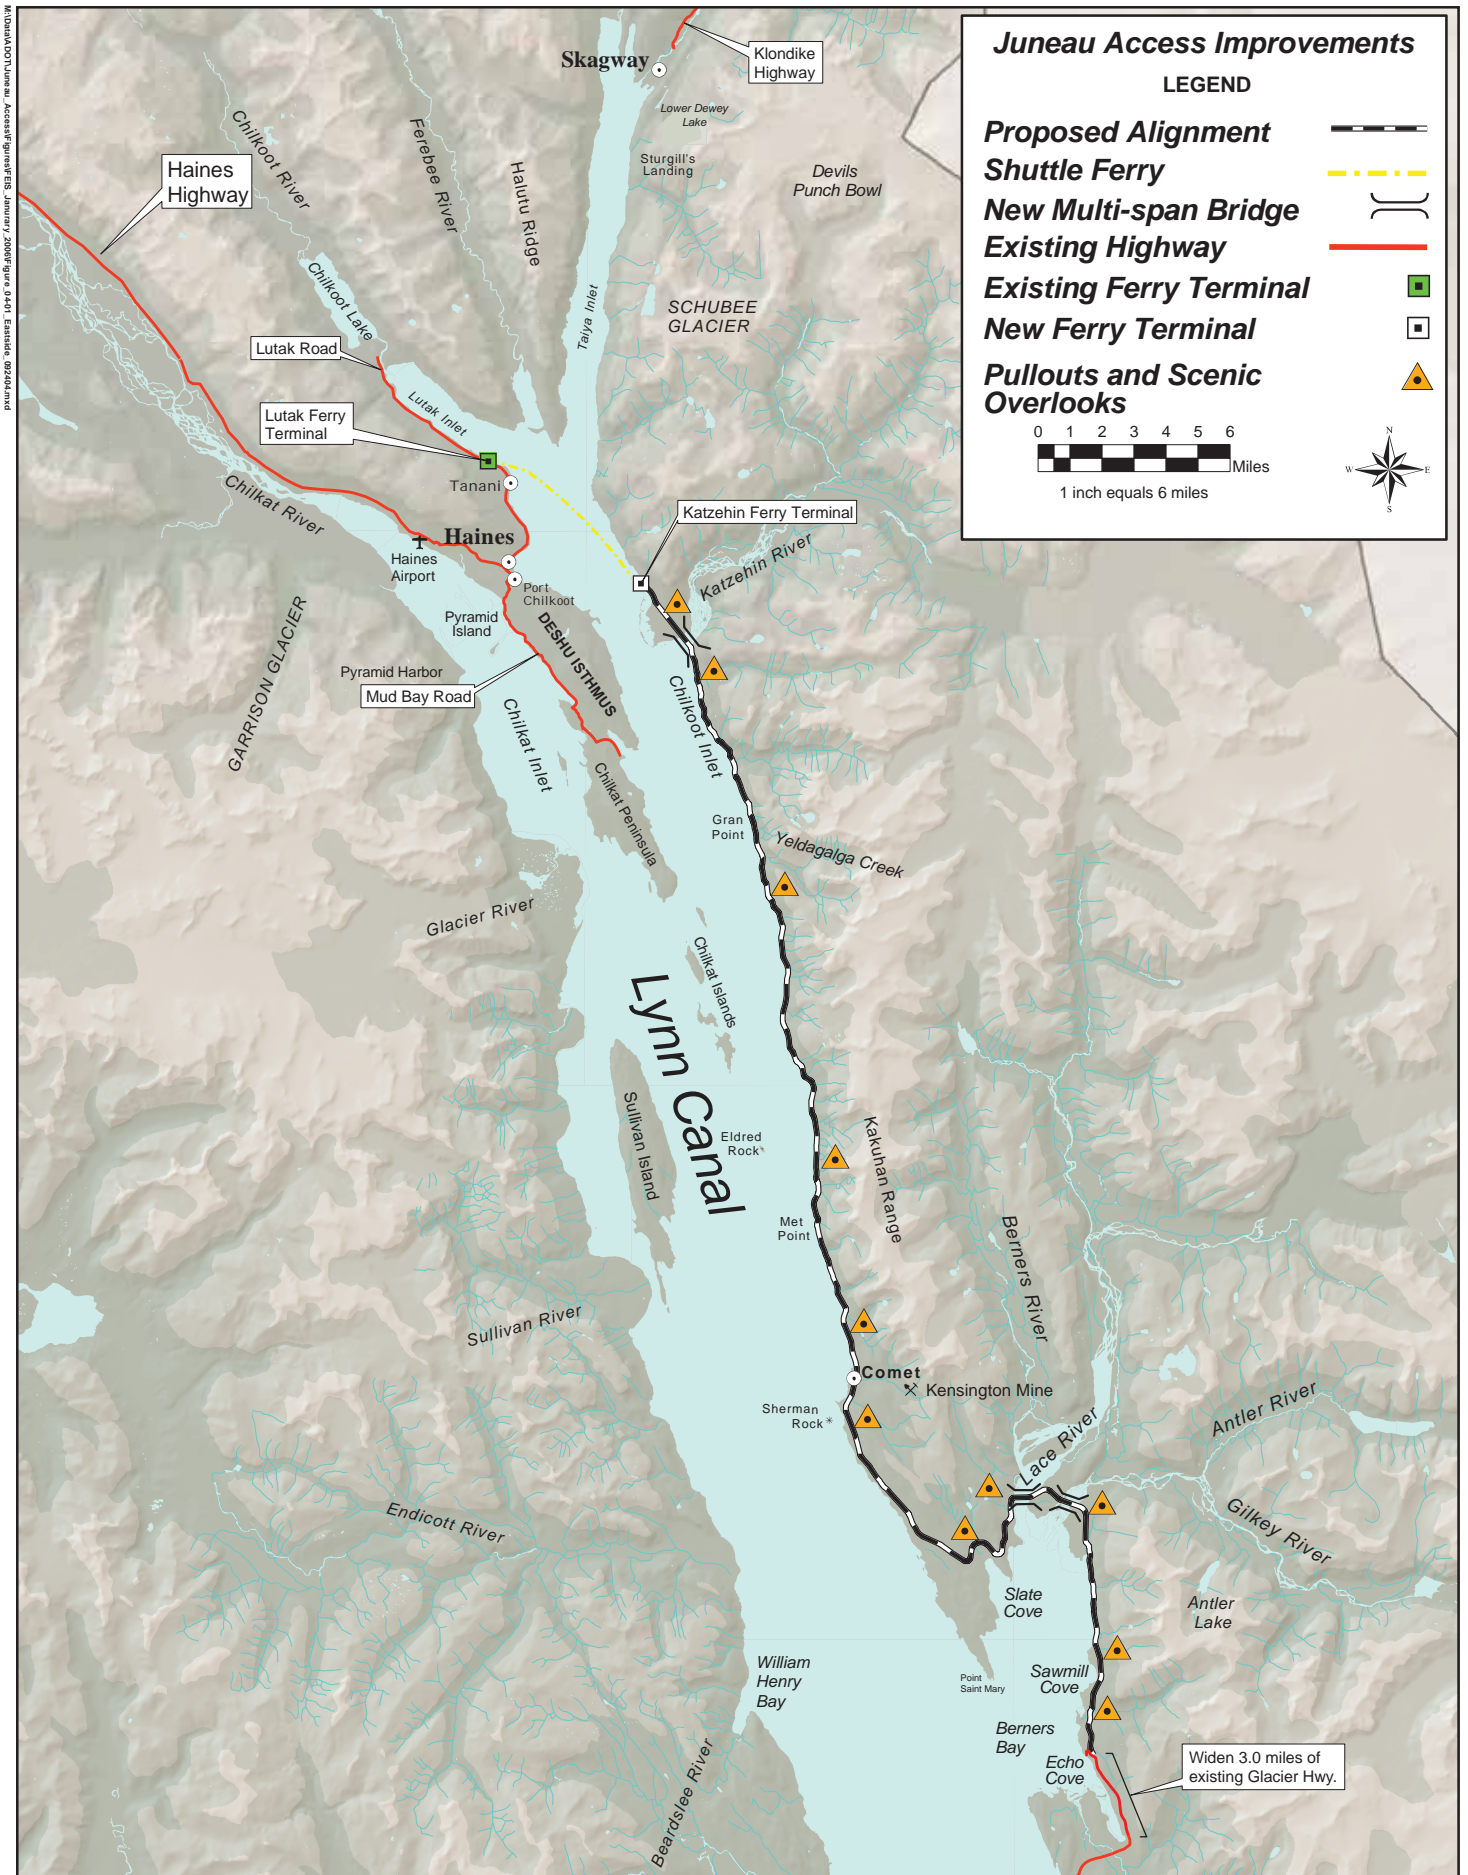 M:\Data\ADOT\Juneau_Access\Figures\FEIS_Janurary_2006\Figure_04-01_Eastside_092404.mxd
Juneau Access Improvements
LEGEND
Proposed Alignment
Shuttle Ferry
New Multi-span Bridge
Existing Highway
Existing Ferry Terminal
New Ferry Terminal
Pullouts and Scenic
Overlooks
0 1 2 3 4 5 6
Miles
1 inch equals 6 miles
N
W
E
S
Skagway
Klondike
Highway
Lower Dewey
Lake
Sturgill's
Landing
Devils
Punch Bowl
Haines
Highway
Chilkoot River
Ferebee River
Halutu Ridge
Chilkoot Lake
Taiya Inlet
SCHUBEE
GLACIER
Lutak Road
Lutak Inlet
Lutak Ferry
Terminal
Tanani
Chilkat River
Haines
Haines
Airport
Port
Chilkoot
Katzehin Ferry Terminal
Katzehin River
Pyramid
Island
DESHU ISTHMUS
GARRISON GLACIER
Pyramid Harbor
Mud Bay Road
Chilkat Inlet
Chilkoot Inlet
Chilkat Peninsula
Gran
Point
Yeldagalga Creek
Glacier River
Chilkat Islands
Lynn Canal
Sullivan Island
Eldred
Rock
Kakuhan Range
Met
Point
Berners River
Sullivan River
Comet
Kensington Mine
Sherman
Rock
Lace River
Antler River
Gilkey River
Endicott River
Slate
Cove
Antler
Lake
William
Henry
Bay
Point
Saint Mary
Sawmill
Cove
Berners
Bay
Echo
Cove
Widen 3.0 miles of
existing Glacier Hwy.
Beardslee River